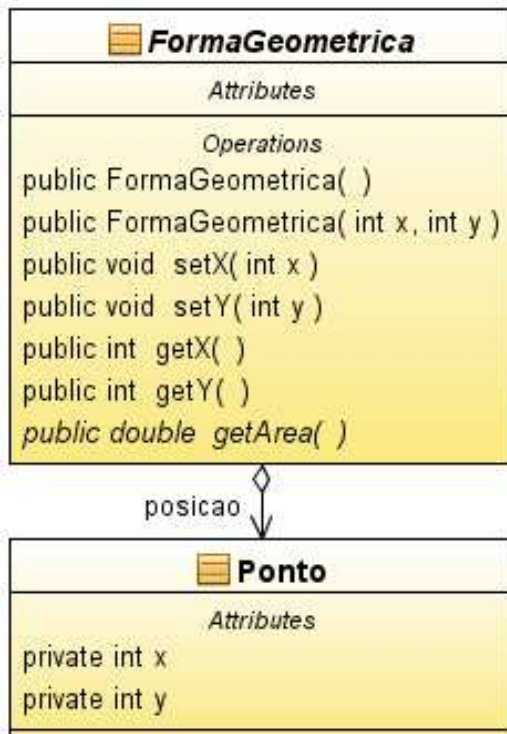 FormaGeometrica
Attributes
Operations
public FormaGeometrica( )
public FormaGeometrica( int x, int y )
public void setX( int x )
public void setY( int y )
public int getX( )
public int getY( )
public double getArea( )
posicao
Ponto
Attributes
private int x
private int y